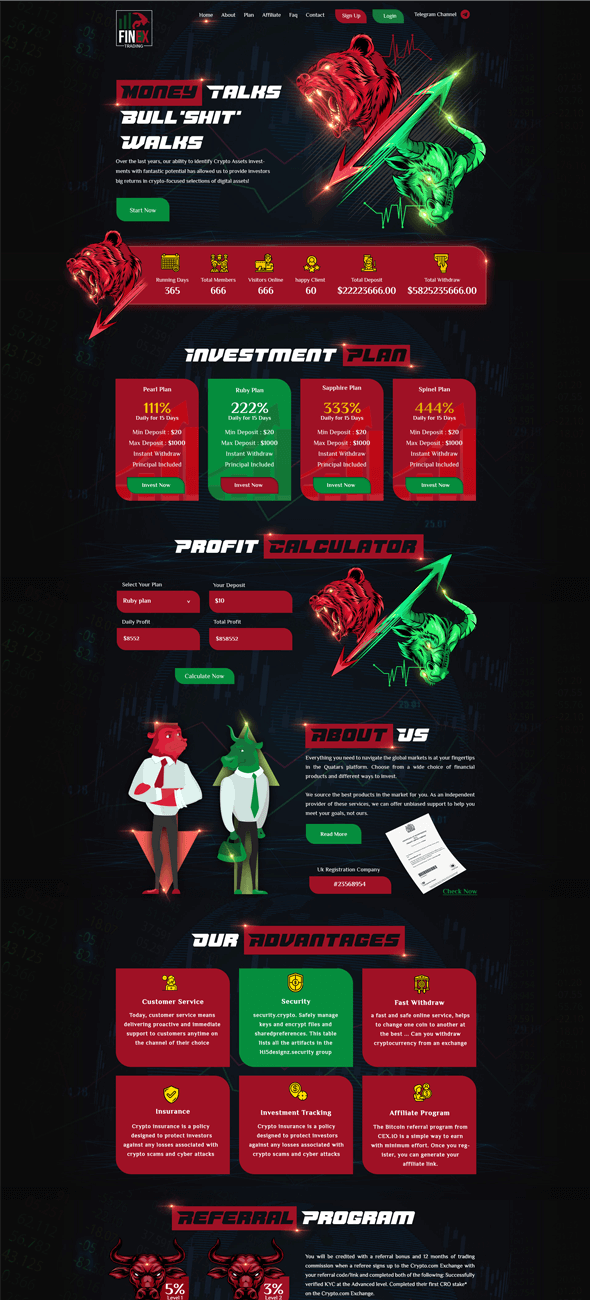 FINEX
TRADING
Home About Plan Affiliate Faq Contact Sign Up Login Telegram Channel
MONEY TALKS
BULL'SHIT'
WALKS
Over the last years, our ability to identify Crypto Assets invest-
ments with fantastic potential has allowed us to provide investors
big returns in crypto-focused selections of digital assets!
Start Now
Running Days Total Members Visitors Online happy Client Total Deposit Total Withdraw
365 666 666 60 $22223666.00 $5825235666.00
INVESTMENT PLAN
Pearl Plan
111%
Daily for 15 Days
Min Deposit : $20
Max Deposit : $1000
Instant Withdraw
Principal Included
Invest Now
Ruby Plan
222%
Daily for 15 Days
Min Deposit : $20
Max Deposit : $1000
Instant Withdraw
Principal Included
Invest Now
Sapphire Plan
333%
Daily for 15 Days
Min Deposit : $20
Max Deposit : $1000
Instant Withdraw
Principal Included
Invest Now
Spinel Plan
444%
Daily for 15 Days
Min Deposit : $20
Max Deposit : $1000
Instant Withdraw
Principal Included
Invest Now
PROFIT CALCULATOR
Select Your Plan Your Deposit
Ruby plan $10
Daily Profit Total Profit
$8552 $858552
Calculate Now
ABOUT US
Everything you need to navigate the global markets is at your fingertips
in the Quatars platform. Choose from a wide choice of financial
products and different ways to invest.
We source the best products in the market for you. As an independent
provider of these services, we can offer unbiased support to help you
meet your goals, not ours.
Read More
Uk Registration Company
#23568954
Check Now
OUR ADVANTAGES
Customer Service
Today, customer service means
delivering proactive and immediate
support to customers anytime on
the channel of their choice
Security
security.crypto. Safely manage
keys and encrypt files and
sharedpreferences. This table
lists all the artifacts in the
Hi5designz.security group
Fast Withdraw
a fast and safe online service, helps
to change one coin to another at
the best ... Can you withdraw
cryptocurrency from an exchange
Insurance
Crypto insurance is a policy
designed to protect investors
against any losses associated with
crypto scams and cyber attacks
Investment Tracking
Crypto insurance is a policy
designed to protect investors
against any losses associated with
crypto scams and cyber attacks
Affiliate Program
The Bitcoin referral program from
CEX.IO is a simple way to earn
with minimum effort. Once you reg-
ister, you can generate your
affiliate link.
REFERRAL PROGRAM
5%
Level 1
3%
Level 2
You will be credited with a referral bonus and 12 months of trading
commission when a referee signs up to the Crypto.com Exchange with
your referral code/link and completed both of the following: Successfully
verified KYC at the Advanced level. Completed their first CRO stake*
on the Crypto.com Exchange.